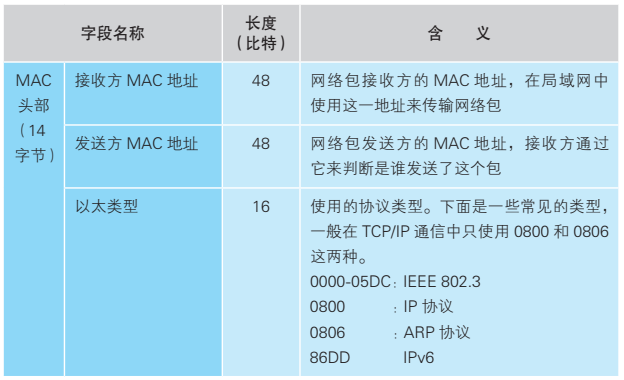 字段名称
长度
（比特）
含 义
MAC
头部
（14
字节）
接收方 MAC 地址
48
网络包接收方的 MAC 地址，在局域网中
使用这一地址来传输网络包
发送方 MAC 地址
48
网络包发送方的 MAC 地址，接收方通过
它来判断是谁发送了这个包
以太类型
16
使用的协议类型。下面是一些常见的类型，
一般在 TCP/IP 通信中只使用 0800 和 0806
这两种。
0000-05DC：IEEE 802.3
0800 ：IP 协议
0806 ：ARP 协议
86DD IPv6